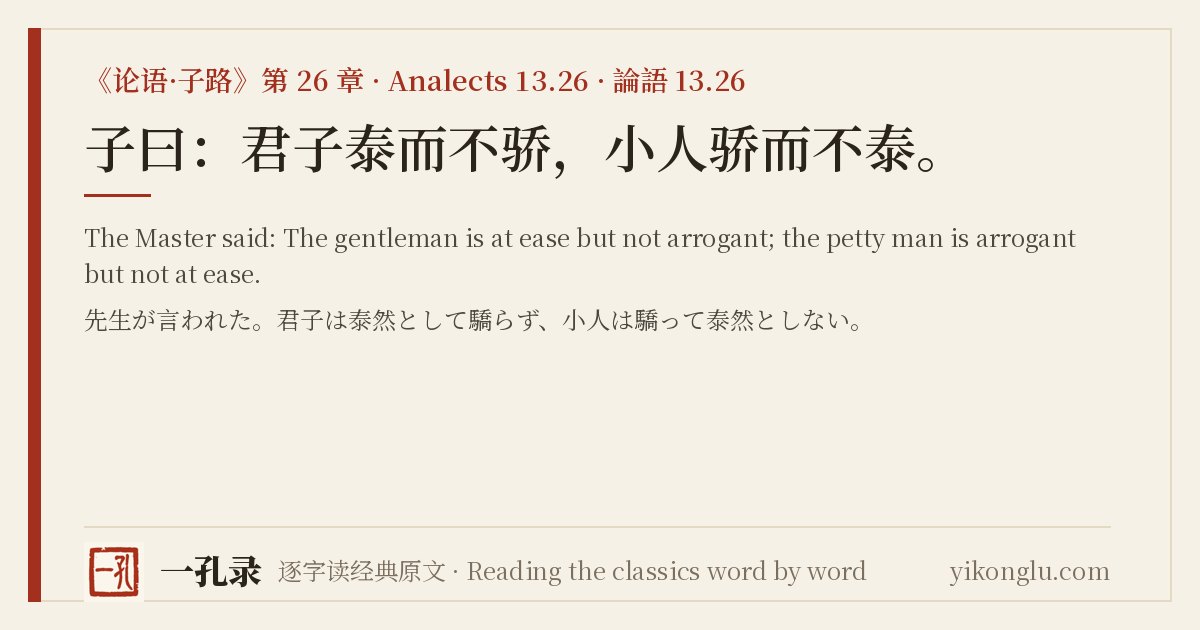 《论语·子路》第 26 章 · Analects 13.26 · 論語 13.26
子曰：君子泰而不骄，小人骄而不泰。
The Master said: The gentleman is at ease but not arrogant; the petty man is arrogant
but not at ease.
先生が言われた。君子は泰然として驕らず、小人は驕って泰然としない。
一孔
一孔录 逐字读经典原文 · Reading the classics word by word yikonglu.com